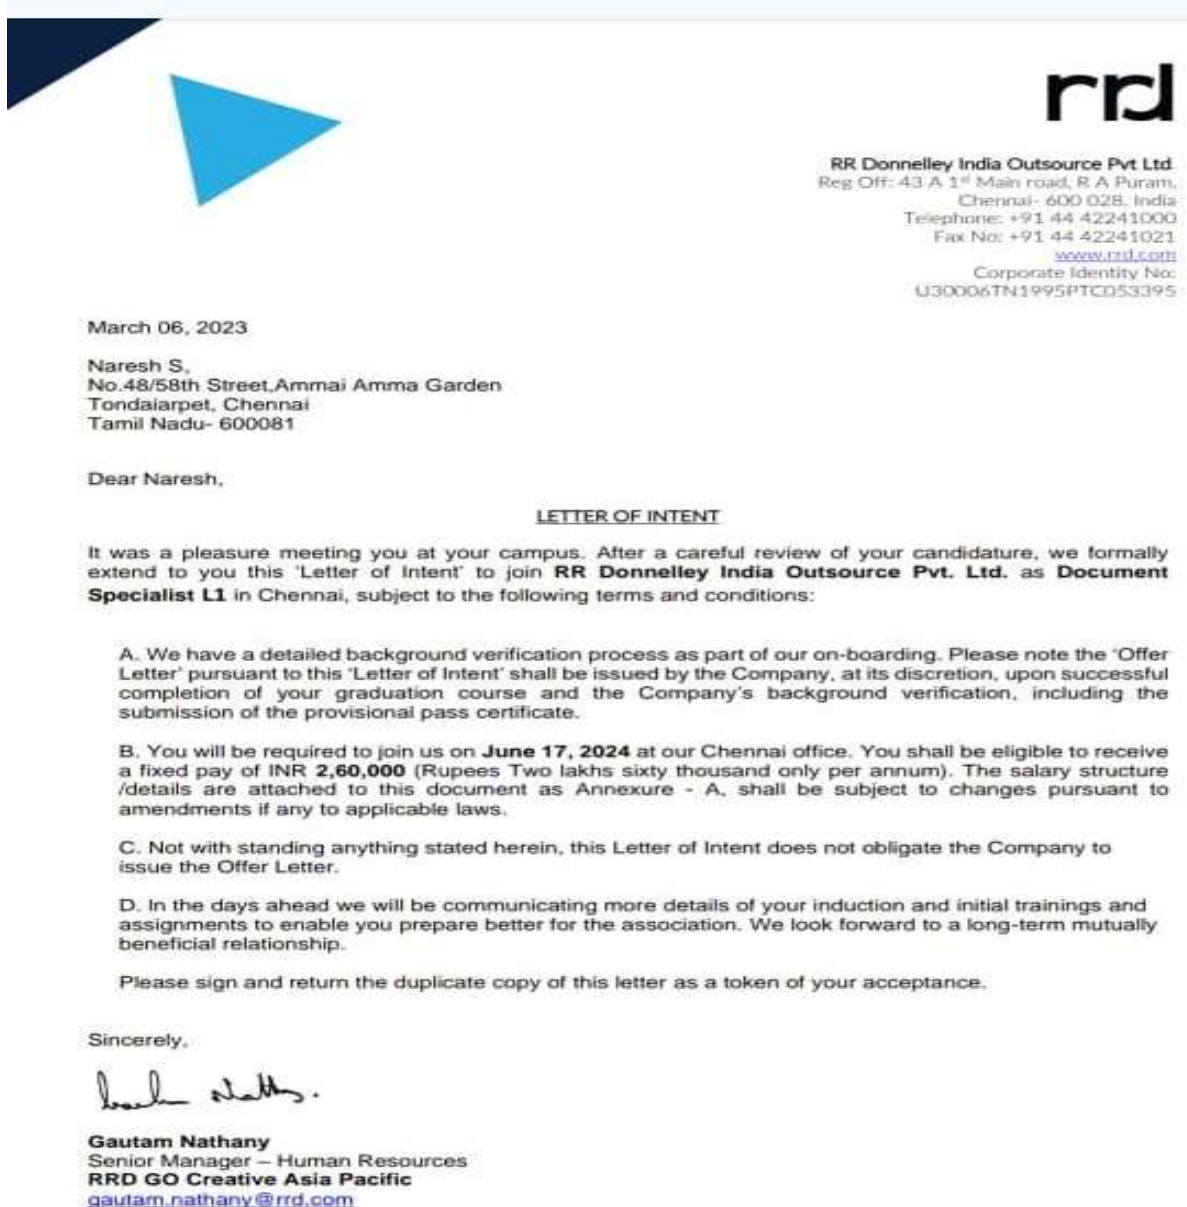 rrd
RR Donnelley India Outsource Pvt Ltd
Reg Off: 43 A 1st Main road, R A Puram,
Chennai- 600 028. India
Telephone: +91 44 42241000
Fax No: +91 44 42241021
www.rrd.com
Corporate Identity No:
U30006TN1995PTC053395
March 06, 2023
Naresh S,
No.48/58th Street,Ammai Amma Garden
Tondaiarpet, Chennai
Tamil Nadu- 600081
Dear Naresh,
LETTER OF INTENT
It was a pleasure meeting you at your campus. After a careful review of your candidature, we formally
extend to you this 'Letter of Intent' to join RR Donnelley India Outsource Pvt. Ltd. as Document
Specialist L1 in Chennai, subject to the following terms and conditions:
A. We have a detailed background verification process as part of our on-boarding. Please note the 'Offer
Letter' pursuant to this 'Letter of Intent' shall be issued by the Company, at its discretion, upon successful
completion of your graduation course and the Company's background verification, including the
submission of the provisional pass certificate.
B. You will be required to join us on June 17, 2024 at our Chennai office. You shall be eligible to receive
a fixed pay of INR 2,60,000 (Rupees Two lakhs sixty thousand only per annum). The salary structure
/details are attached to this document as Annexure - A, shall be subject to changes pursuant to
amendments if any to applicable laws.
C. Not with standing anything stated herein, this Letter of Intent does not obligate the Company to
issue the Offer Letter.
D. In the days ahead we will be communicating more details of your induction and initial trainings and
assignments to enable you prepare better for the association. We look forward to a long-term mutually
beneficial relationship.
Please sign and return the duplicate copy of this letter as a token of your acceptance.
Sincerely,
Gautam Nathany
Senior Manager – Human Resources
RRD GO Creative Asia Pacific
gautam.nathany@rrd.com